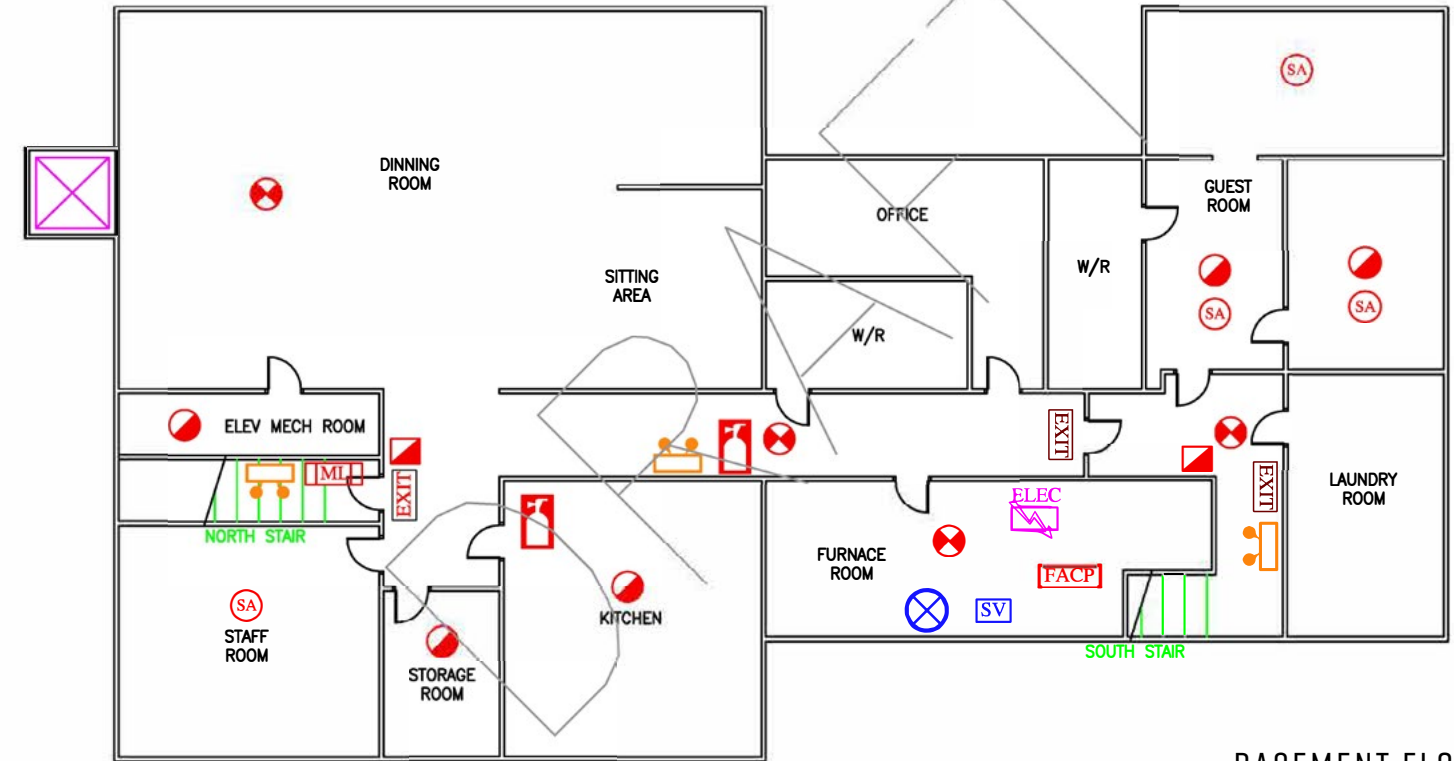 SA
DINNING
ROOM
GUEST
ROOM
OFFICE
W/R
SITTING
AREA
SA
SA
W/R
ELEV MECH ROOM
EXIT
ML
EXIT
EXIT
LAUNDRY
ROOM
ELEC
NORTH STAIR
FURNACE
ROOM
FACP
SA
SV
KITCHEN
STAFF
ROOM
SOUTH STAIR
STORAGE
ROOM
BASEMENT